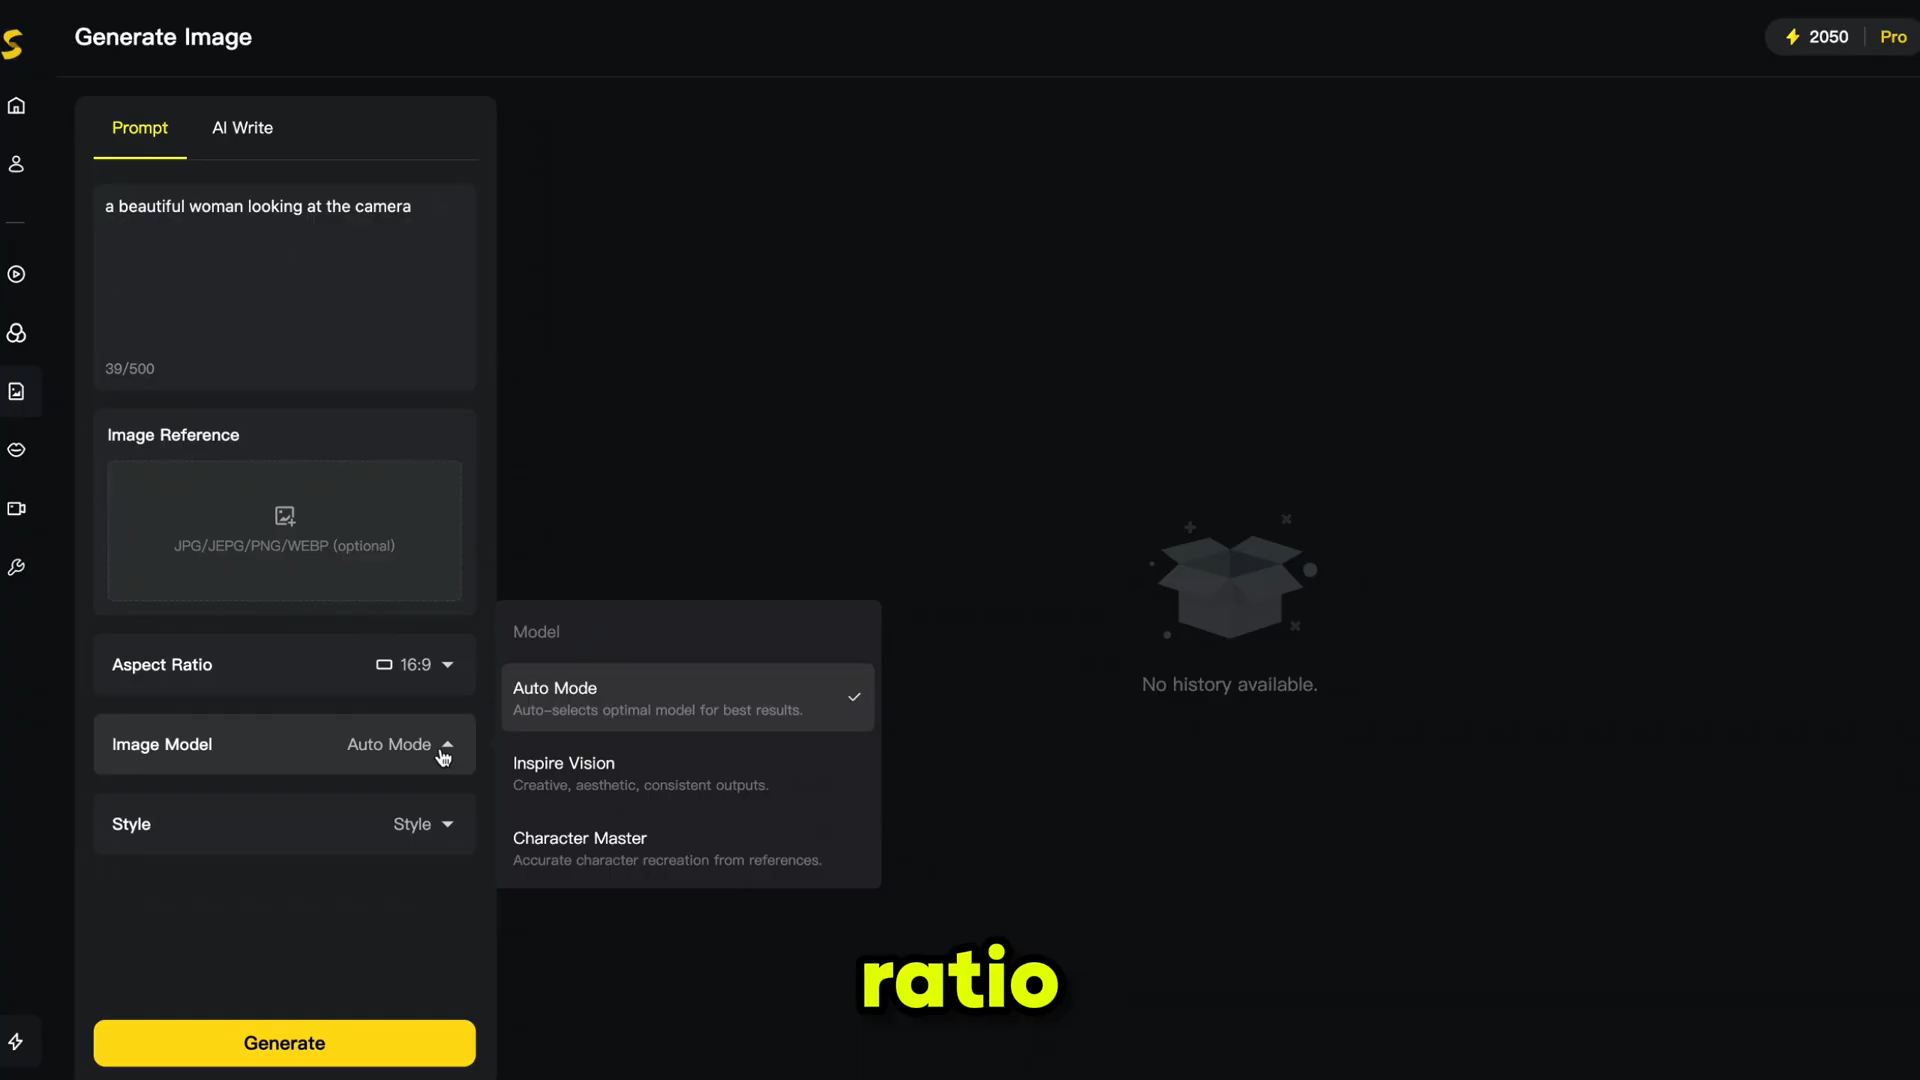 Generate Image
2050
Pro
Prompt
AI Write
a beautiful woman looking at the camera
39/500
Image Reference
JPG/JEPG/PNG/WEBP (optional)
Aspect Ratio
16:9
Image Model
Auto Mode
Style
Style
Generate
Model
Auto Mode
Auto-selects optimal model for best results.
Inspire Vision
Creative, aesthetic, consistent outputs.
Character Master
Accurate character recreation from references.
No history available.
ratio